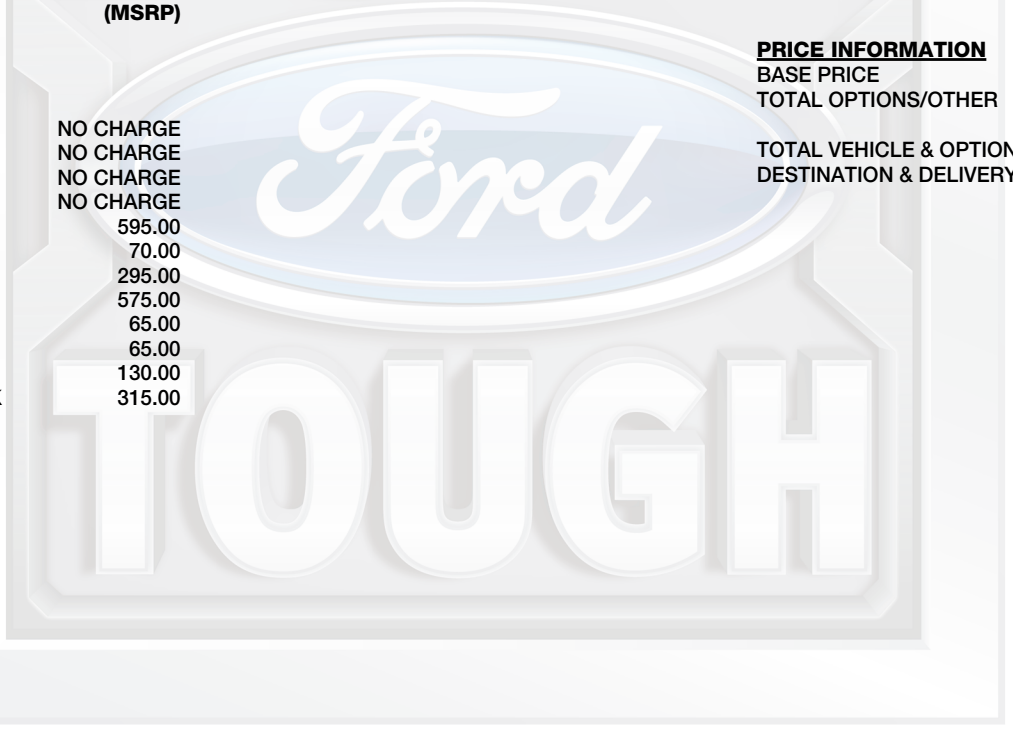 (MSRP)
NO CHARGE
NO CHARGE
NO CHARGE
NO CHARGE
595.00
70.00
295.00
575.00
65.00
65.00
130.00
315.00
PRICE INFORMATION
BASE PRICE
TOTAL OPTIONS/OTHER
TOTAL VEHICLE & OPTION
DESTINATION & DELIVERY
Ford
TOUGH